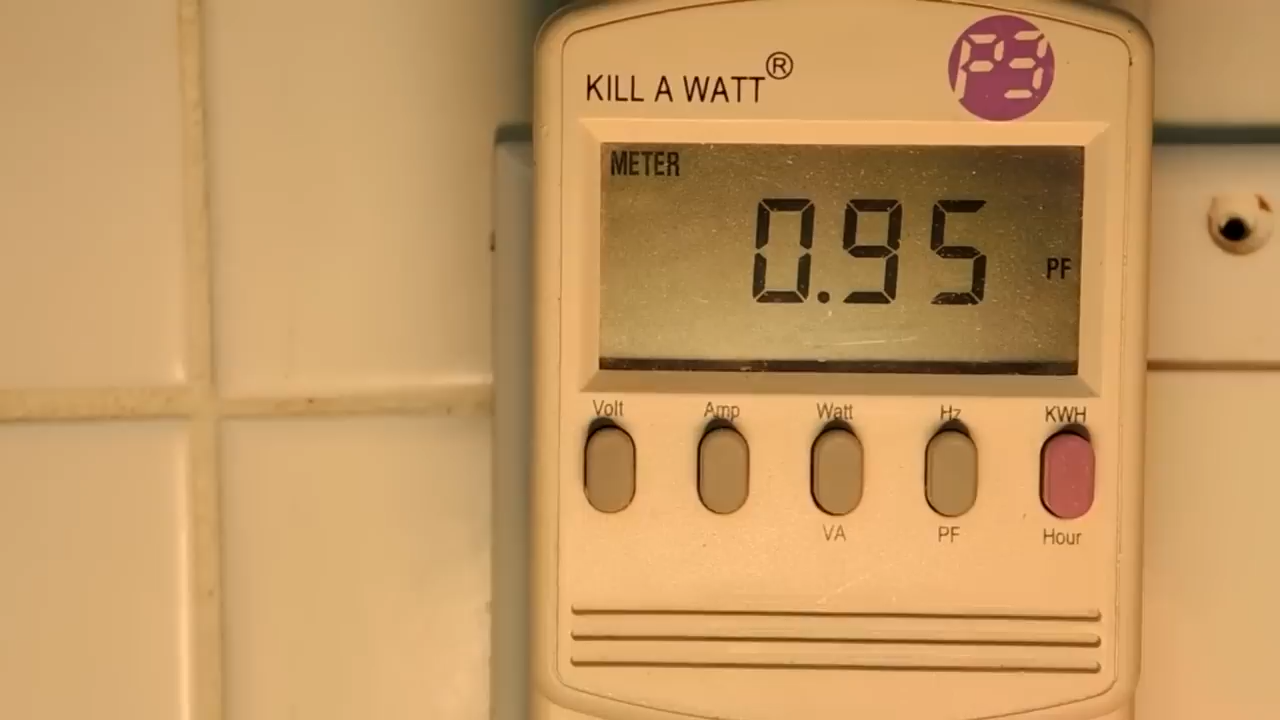 KILL A WATT®
P3
METER
0.95 PF
Volt Amp Watt Hz KWH
VA PF Hour